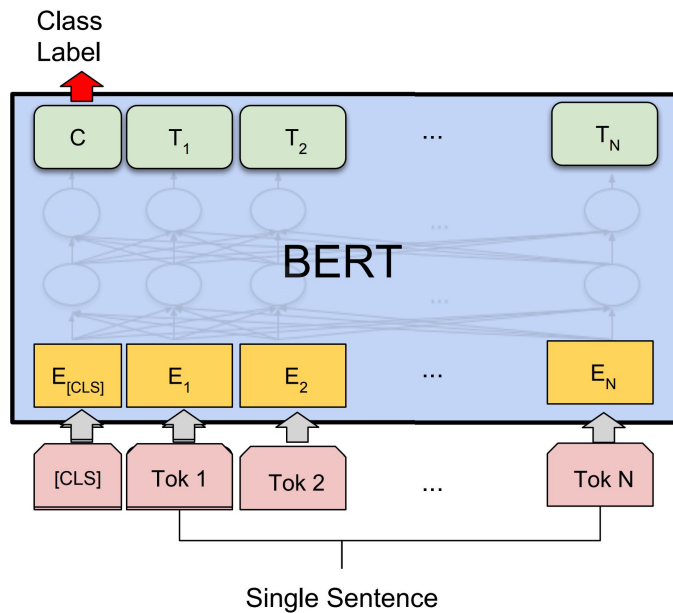 Class
Label
C T1 T2 ... TN
...
BERT
...
E[CLS] E1 E2 ... EN
[CLS] Tok 1 Tok 2 ... Tok N
Single Sentence